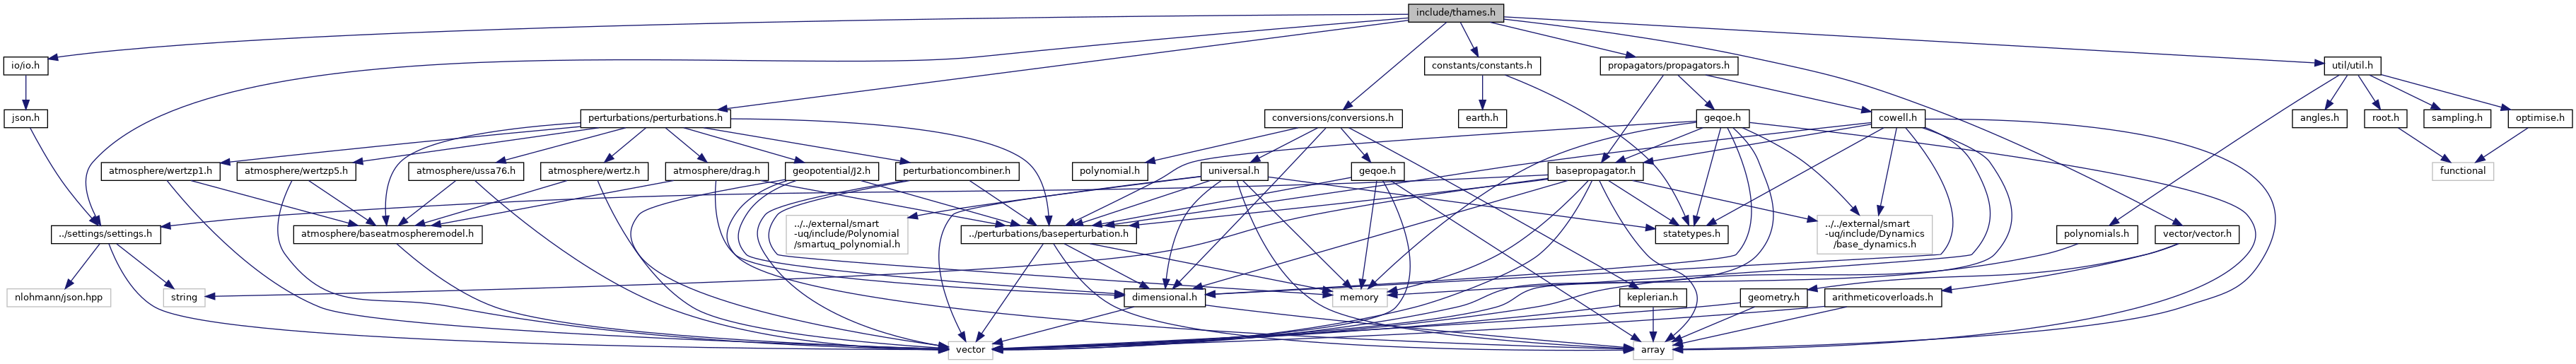 include/thames.h
io/io.h
constants/constants.h
propagators/propagators.h
util/util.h
json.h
perturbations/perturbations.h
conversions/conversions.h
earth.h
geqoe.h
cowell.h
angles.h
root.h
sampling.h
optimise.h
atmosphere/wertzp1.h
atmosphere/wertzp5.h
atmosphere/ussa76.h
atmosphere/wertz.h
atmosphere/drag.h
geopotential/J2.h
perturbationcombiner.h
polynomial.h
universal.h
geqoe.h
basepropagator.h
functional
../settings/settings.h
atmosphere/baseatmospheremodel.h
../../external/smart
-uq/include/Polynomial
/smartuq_polynomial.h
../perturbations/baseperturbation.h
statetypes.h
../../external/smart
-uq/include/Dynamics
/base_dynamics.h
polynomials.h
vector/vector.h
nlohmann/json.hpp
string
dimensional.h
memory
keplerian.h
geometry.h
arithmeticoverloads.h
vector
array